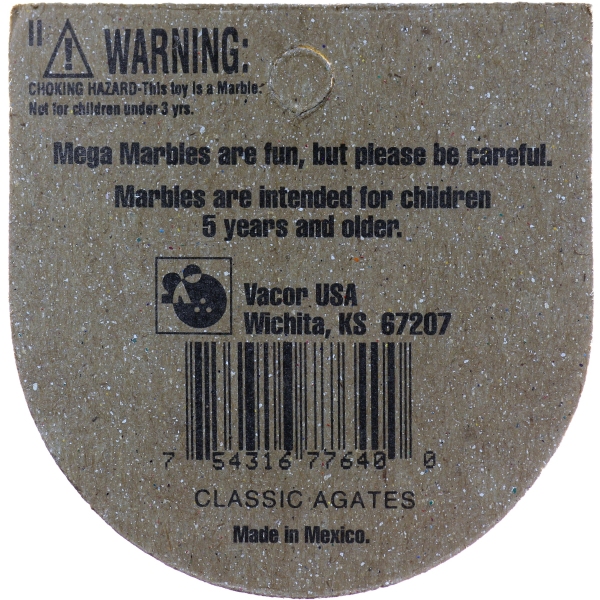 " WARNING:
CHOKING HAZARD-This toy is a Marble.
Not for children under 3 yrs.
Mega Marbles are fun, but please be careful.
Marbles are intended for children
5 years and older.
Vacor USA
Wichita, KS 67207
7 54316 77640 0
CLASSIC AGATES
Made in Mexico.